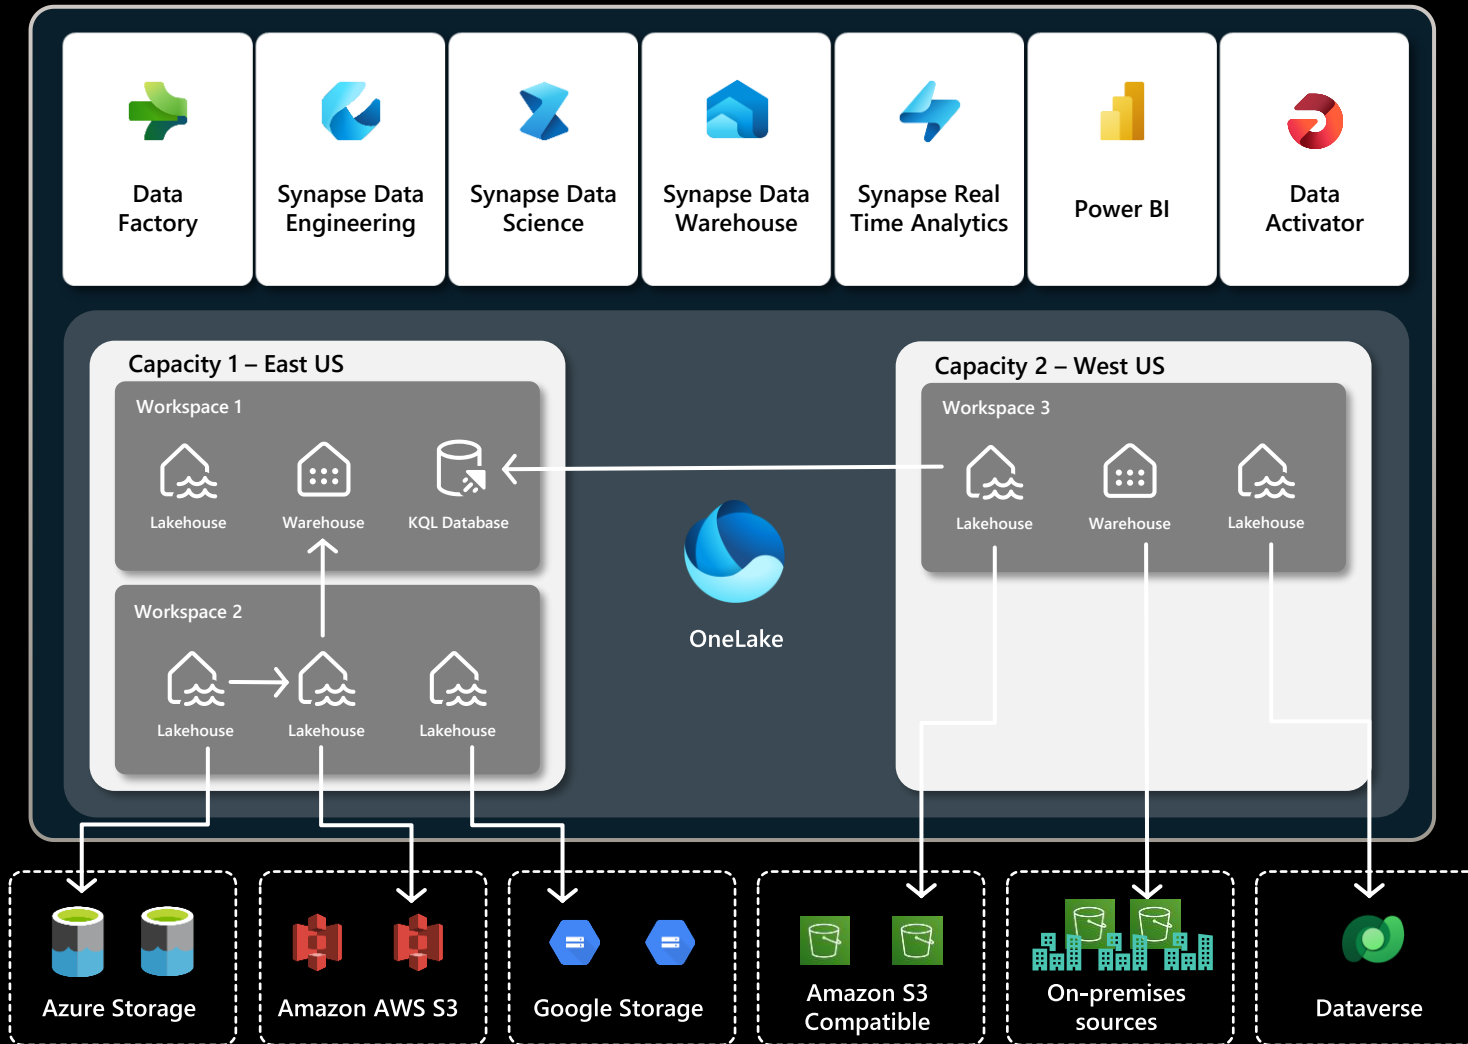 Data
Factory
Synapse Data
Engineering
Synapse Data
Science
Synapse Data
Warehouse
Synapse Real
Time Analytics
Power BI
Data
Activator
Capacity 1 – East US
Workspace 1
Lakehouse
Warehouse
KQL Database
Workspace 2
Lakehouse
Lakehouse
Lakehouse
OneLake
Capacity 2 – West US
Workspace 3
Lakehouse
Warehouse
Lakehouse
Azure Storage
Amazon AWS S3
Google Storage
Amazon S3
Compatible
On-premises
sources
Dataverse